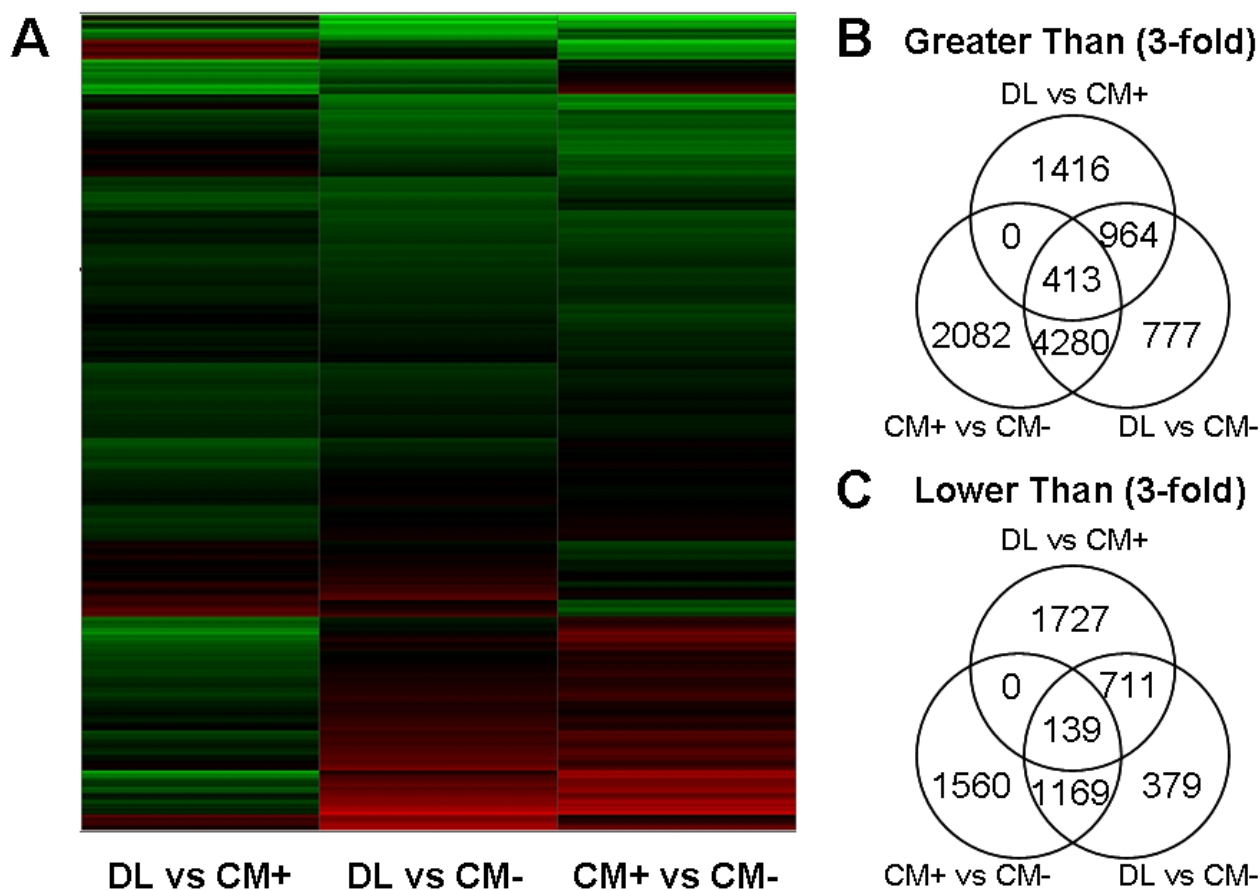 A
DL vs CM+
DL vs CM-
CM+ vs CM-
B
Greater Than (3-fold)
DL vs CM+
1416
0
964
413
2082
4280
777
CM+ vs CM-
DL vs CM-
C
Lower Than (3-fold)
DL vs CM+
1727
0
711
139
1560
1169
379
CM+ vs CM-
DL vs CM-